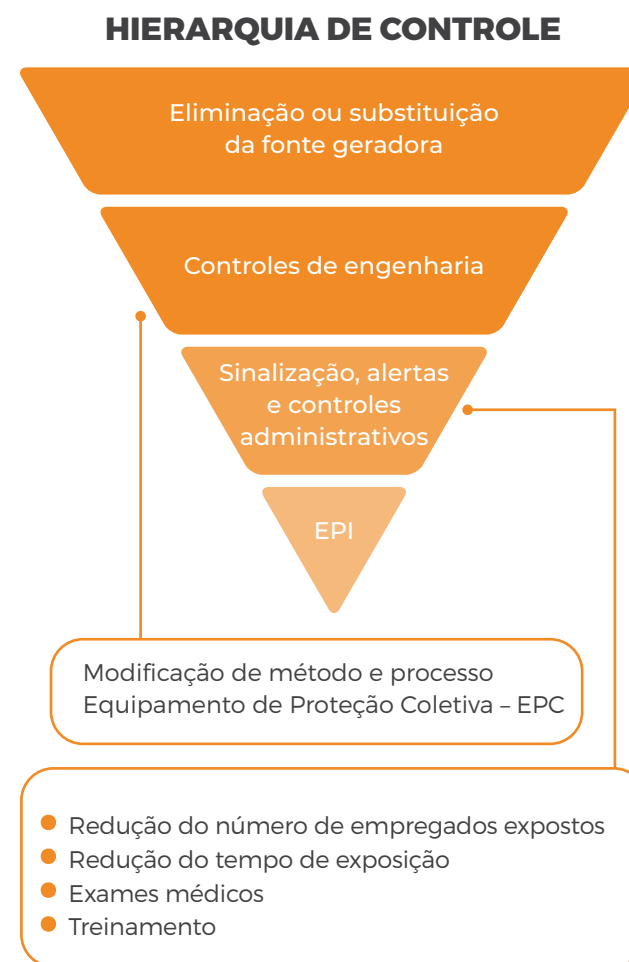 HIERARQUIA DE CONTROLE
Eliminação ou substituição
da fonte geradora
Controles de engenharia
Sinalização, alertas
e controles
administrativos
EPI
Modificação de método e processo
Equipamento de Proteção Coletiva – EPC
Redução do número de empregados expostos
Redução do tempo de exposição
Exames médicos
Treinamento